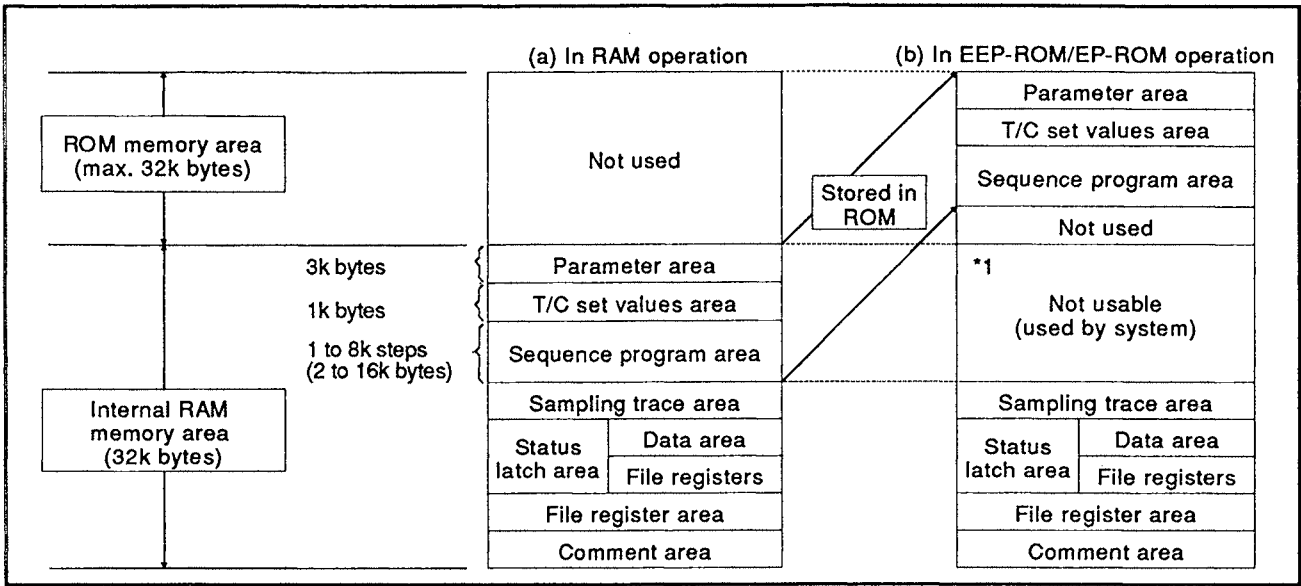 (a) In RAM operation
(b) In EEP-ROM/EP-ROM operation
ROM memory area
(max. 32k bytes)
Internal RAM
memory area
(32k bytes)
3k bytes
1k bytes
1 to 8k steps
(2 to 16k bytes)
Not used
Parameter area
T/C set values area
Sequence program area
Sampling trace area
Status
latch area
Data area
File registers
File register area
Comment area
Stored in
ROM
Parameter area
T/C set values area
Sequence program area
Not used
*1
Not usable
(used by system)
Sampling trace area
Status
latch area
Data area
File registers
File register area
Comment area